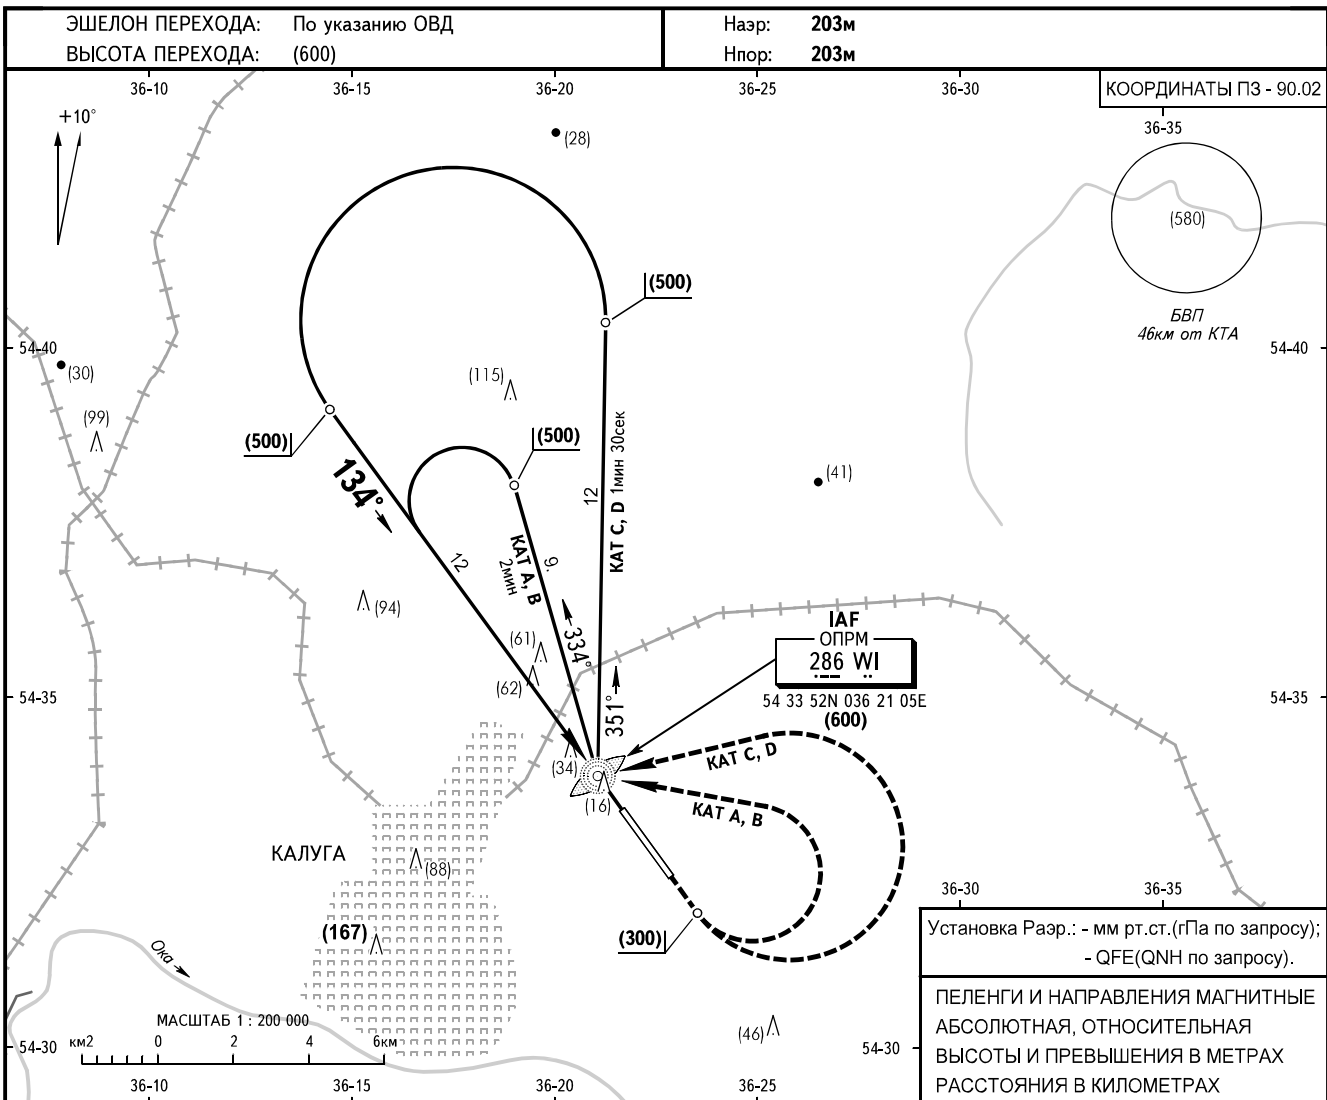 ЭШЕЛОН ПЕРЕХОДА: По указанию ОВД
ВЫСОТА ПЕРЕХОДА: (600)
Наэр: 203м
Нпор: 203м
36-10 36-15 36-20 36-25 36-30
КООРДИНАТЫ ПЗ - 90.02
36-35
+10°
(28)
(580)
БВП
46км от КТА
(500)
54-40
54-40
(30)
(115)
(99)
(500)
(500)
134°
12
КАТ A, B
2мин
9.
12
КАТ C, D 1мин 30сек
(41)
(94)
(61)
334°
(62)
351°
IAF
ОПРМ
286 WI
54 33 52N 036 21 05E
(600)
54-35
54-35
(34)
(16)
КАТ C, D
КАТ A, B
КАЛУГА
(88)
(167)
(300)
36-30 36-35
Ока
Установка Раэр.: - мм рт.ст.(гПа по запросу);
- QFE(QNH по запросу).
ПЕЛЕНГИ И НАПРАВЛЕНИЯ МАГНИТНЫЕ
АБСОЛЮТНАЯ, ОТНОСИТЕЛЬНАЯ
ВЫСОТЫ И ПРЕВЫШЕНИЯ В МЕТРАХ
РАССТОЯНИЯ В КИЛОМЕТРАХ
МАСШТАБ 1 : 200 000
км2 0 2 4 6км
(46)
54-30
54-30
36-10 36-15 36-20 36-25